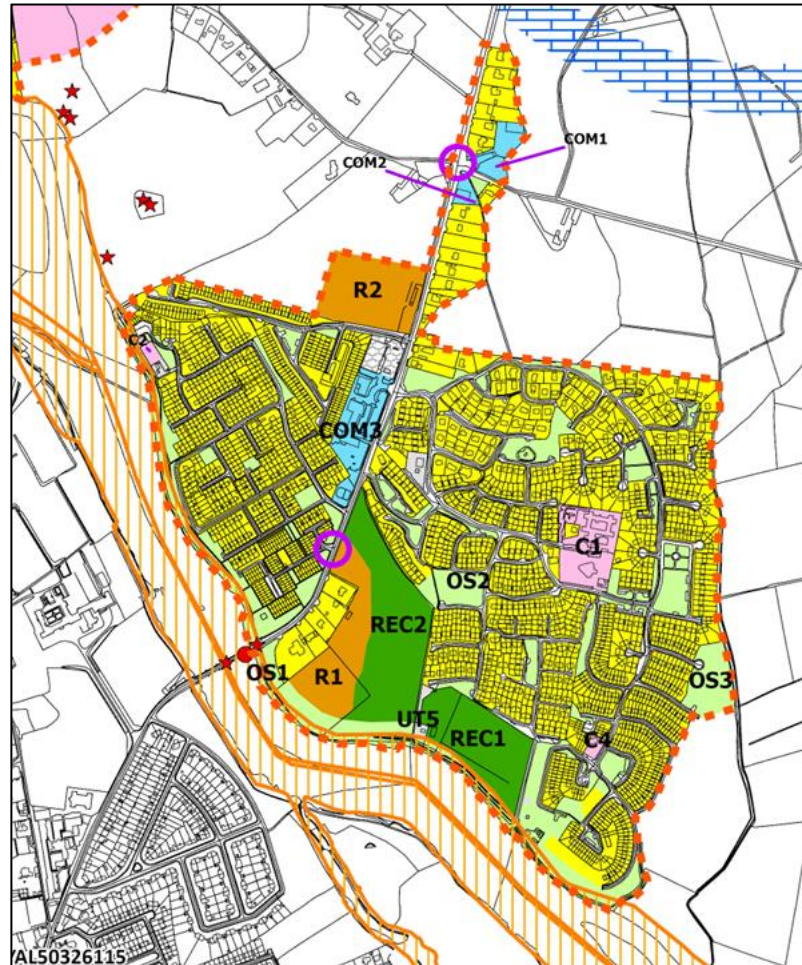 COM1
COM2
R2
C2
COM3
C1
OS2
REC2
OS1
R1
OS3
UT5
REC1
C4
/AL50326115